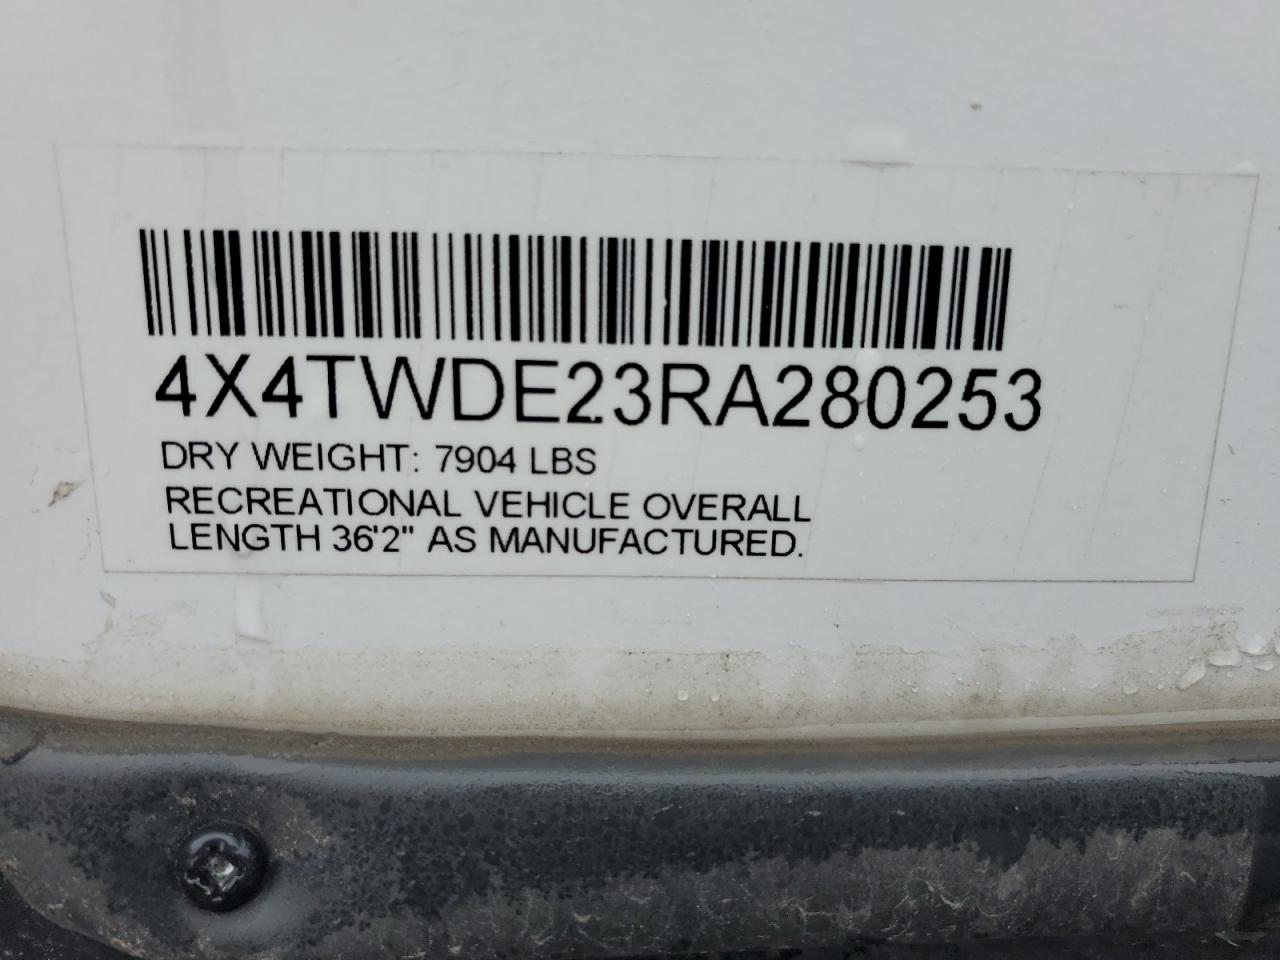 4X4TWDE23RA280253
DRY WEIGHT: 7904 LBS
RECREATIONAL VEHICLE OVERALL
LENGTH 36'2" AS MANUFACTURED.